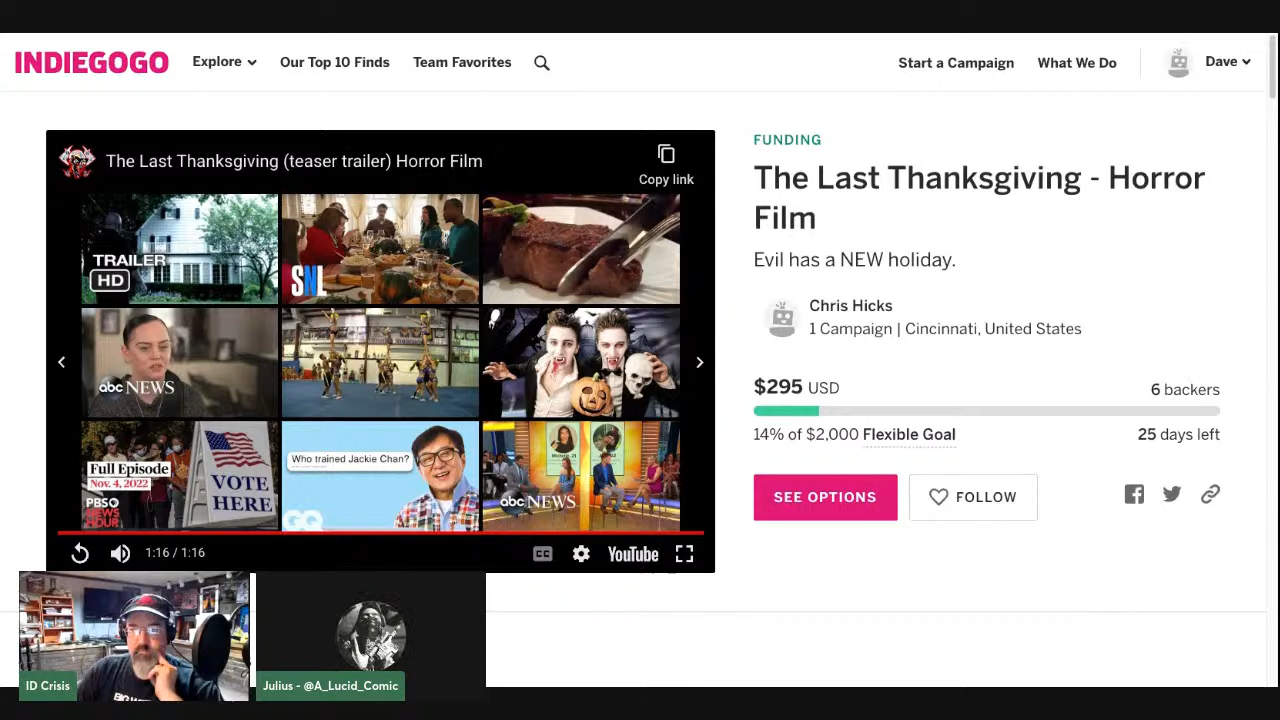 INDIEGOGO
Explore
Our Top 10 Finds
Team Favorites
Start a Campaign
What We Do
Dave
The Last Thanksgiving (teaser trailer) Horror Film
Copy link
TRAILER
HD
SNL
abc NEWS
Full Episode
Nov. 4, 2022
PBS
NEWS
HOUR
VOTE
HERE
Who trained Jackie Chan?
GQ
abc NEWS
1:16 / 1:16
CC
YouTube
FUNDING
The Last Thanksgiving - Horror
Film
Evil has a NEW holiday.
Chris Hicks
1 Campaign | Cincinnati, United States
$295 USD
6 backers
14% of $2,000 Flexible Goal
25 days left
SEE OPTIONS
FOLLOW
ID Crisis
Julius - @A_Lucid_Comic